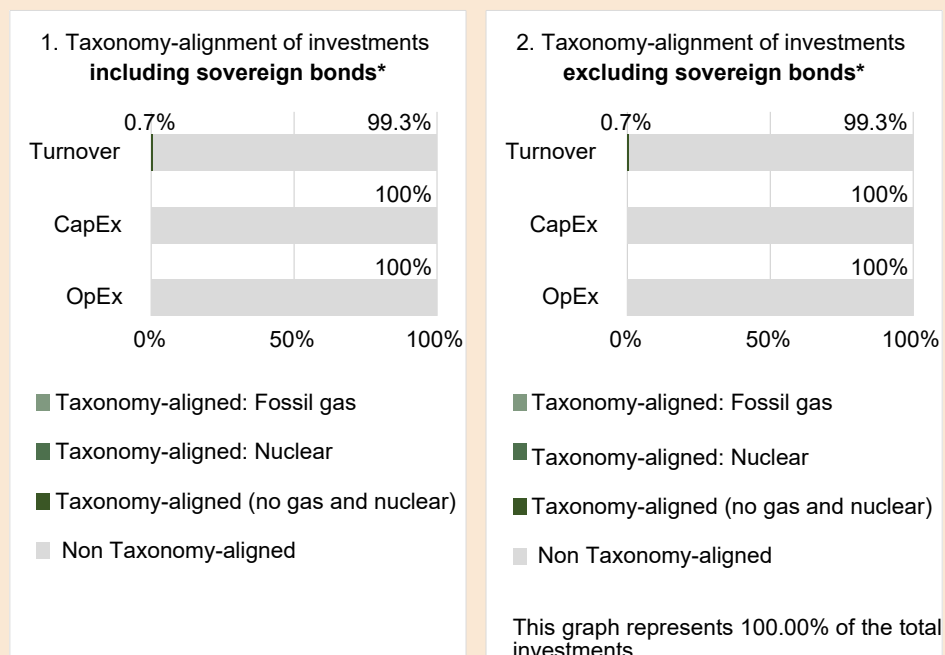 1. Taxonomy-alignment of investments
including sovereign bonds*
0.7% 99.3%
Turnover
100%
CapEx
100%
OpEx
0% 50% 100%
Taxonomy-aligned: Fossil gas
Taxonomy-aligned: Nuclear
Taxonomy-aligned (no gas and nuclear)
Non Taxonomy-aligned
2. Taxonomy-alignment of investments
excluding sovereign bonds*
0.7% 99.3%
Turnover
100%
CapEx
100%
OpEx
0% 50% 100%
Taxonomy-aligned: Fossil gas
Taxonomy-aligned: Nuclear
Taxonomy-aligned (no gas and nuclear)
Non Taxonomy-aligned
This graph represents 100.00% of the total
investments